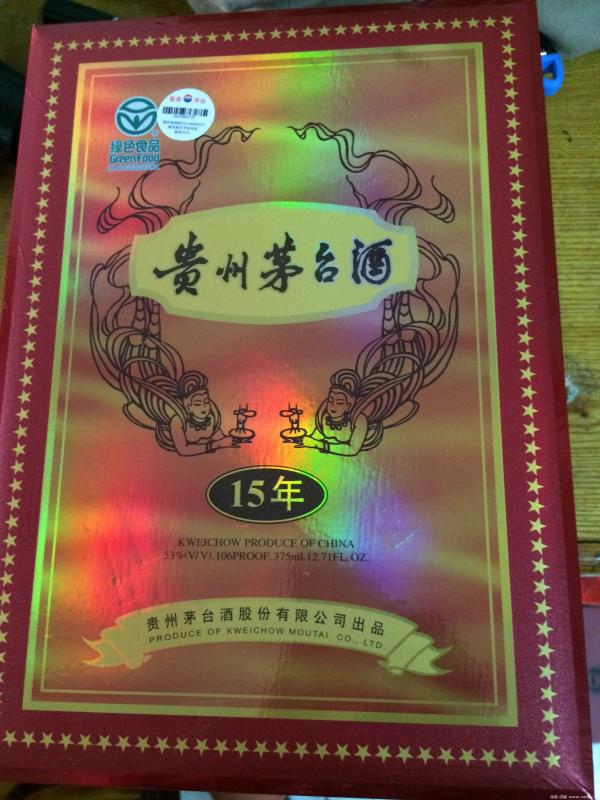 绿色食品
GreenFood
贵州茅台酒
15年
KWEICHOW PRODUCE OF CHINA
53%(V/V). 106PROOF. 375ml. 12.71FL. OZ.
贵州茅台酒股份有限公司出品
PRODUCE OF KWEICHOW MOUTAI CO., LTD.